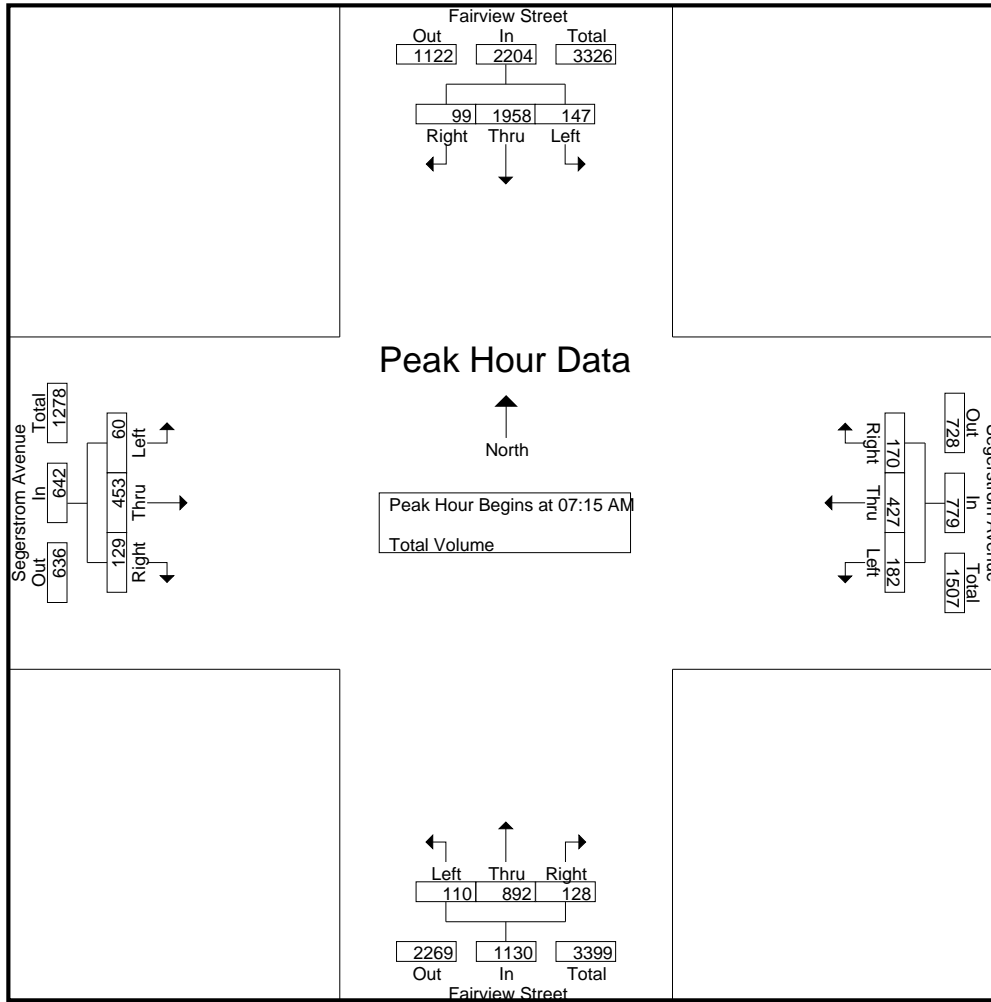 Fairview Street
Out In Total
1122 2204 3326
99 1958 147
Right Thru Left
Peak Hour Data
North
Peak Hour Begins at 07:15 AM
Total Volume
Segerstrom Avenue
Out In Total
636 642 1278
129 453 60
Right Thru Left
Segerstrom Avenue
Out In Total
728 779 1507
170 427 182
Right Thru Left
Left Thru Right
110 892 128
2269 1130 3399
Out In Total
Fairview Street